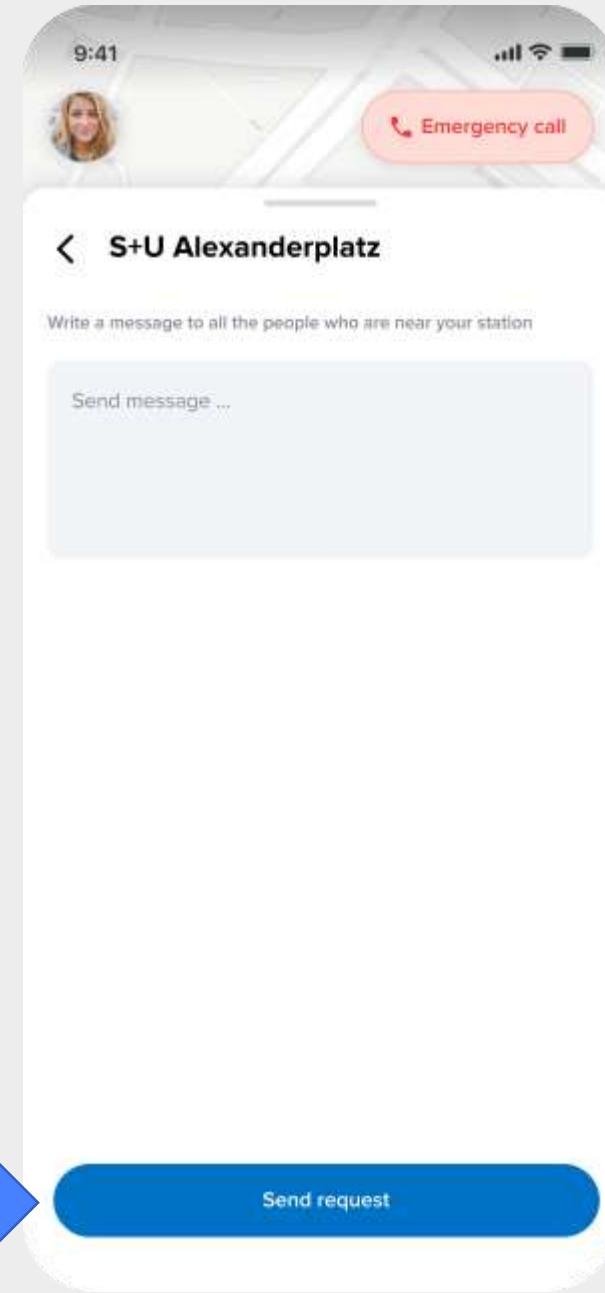 9:41
Emergency call
S+U Alexanderplatz
Write a message to all the people who are near your station
Send message ...
Send request